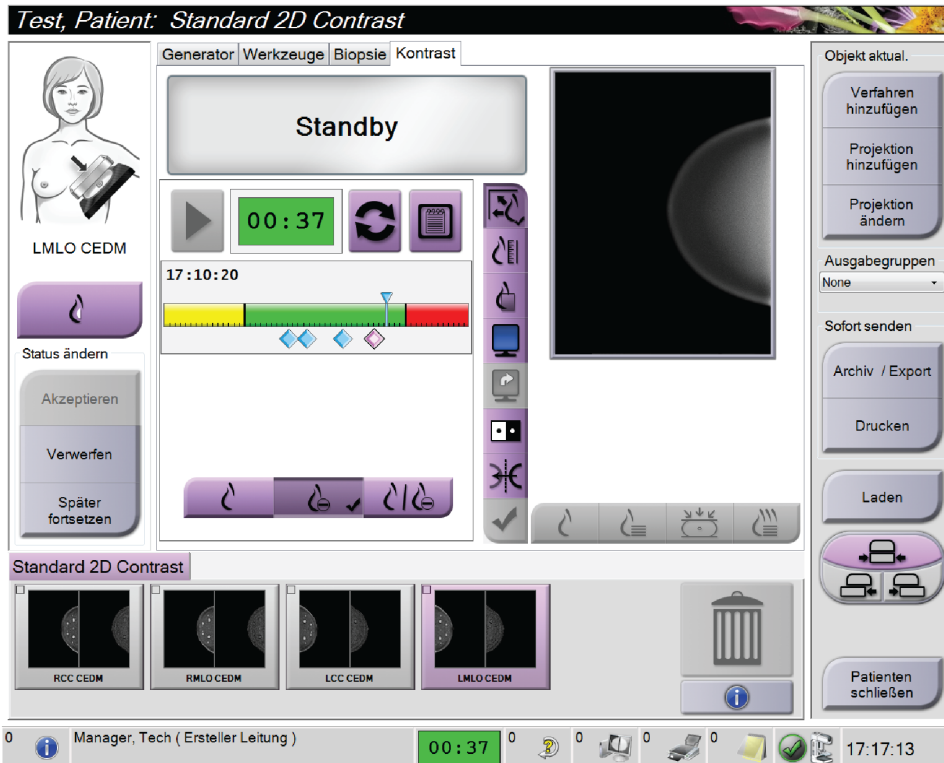 Test, Patient: Standard 2D Contrast
Generator Werkzeuge Biopsie Kontrast
Standby
LMLO CEDM
Status ändern
Akzeptieren
Verwerfen
Später
fortsetzen
00:37
17:10:20
Objekt aktual.
Verfahren
hinzufügen
Projektion
hinzufügen
Projektion
ändern
Ausgabegruppen
None
Sofort senden
Archiv / Export
Drucken
Laden
Patienten
schließen
Standard 2D Contrast
RCC CEDM
RMLO CEDM
LCC CEDM
LMLO CEDM
0 Manager, Tech ( Ersteller Leitung ) 00:37 0 0 0 0 17:17:13